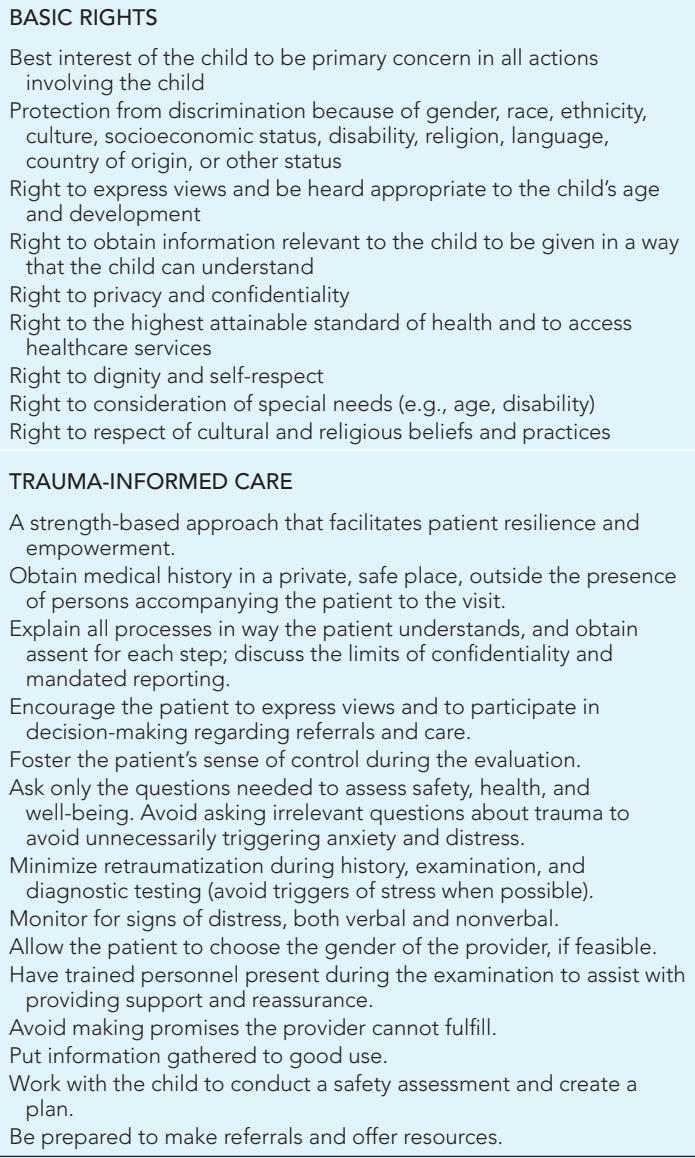 BASIC RIGHTS
Best interest of the child to be primary concern in all actions
involving the child
Protection from discrimination because of gender, race, ethnicity,
culture, socioeconomic status, disability, religion, language,
country of origin, or other status
Right to express views and be heard appropriate to the child’s age
and development
Right to obtain information relevant to the child to be given in a way
that the child can understand
Right to privacy and confidentiality
Right to the highest attainable standard of health and to access
healthcare services
Right to dignity and self-respect
Right to consideration of special needs (e.g., age, disability)
Right to respect of cultural and religious beliefs and practices
TRAUMA-INFORMED CARE
A strength-based approach that facilitates patient resilience and
empowerment.
Obtain medical history in a private, safe place, outside the presence
of persons accompanying the patient to the visit.
Explain all processes in way the patient understands, and obtain
assent for each step; discuss the limits of confidentiality and
mandated reporting.
Encourage the patient to express views and to participate in
decision-making regarding referrals and care.
Foster the patient’s sense of control during the evaluation.
Ask only the questions needed to assess safety, health, and
well-being. Avoid asking irrelevant questions about trauma to
avoid unnecessarily triggering anxiety and distress.
Minimize retraumatization during history, examination, and
diagnostic testing (avoid triggers of stress when possible).
Monitor for signs of distress, both verbal and nonverbal.
Allow the patient to choose the gender of the provider, if feasible.
Have trained personnel present during the examination to assist with
providing support and reassurance.
Avoid making promises the provider cannot fulfill.
Put information gathered to good use.
Work with the child to conduct a safety assessment and create a
plan.
Be prepared to make referrals and offer resources.